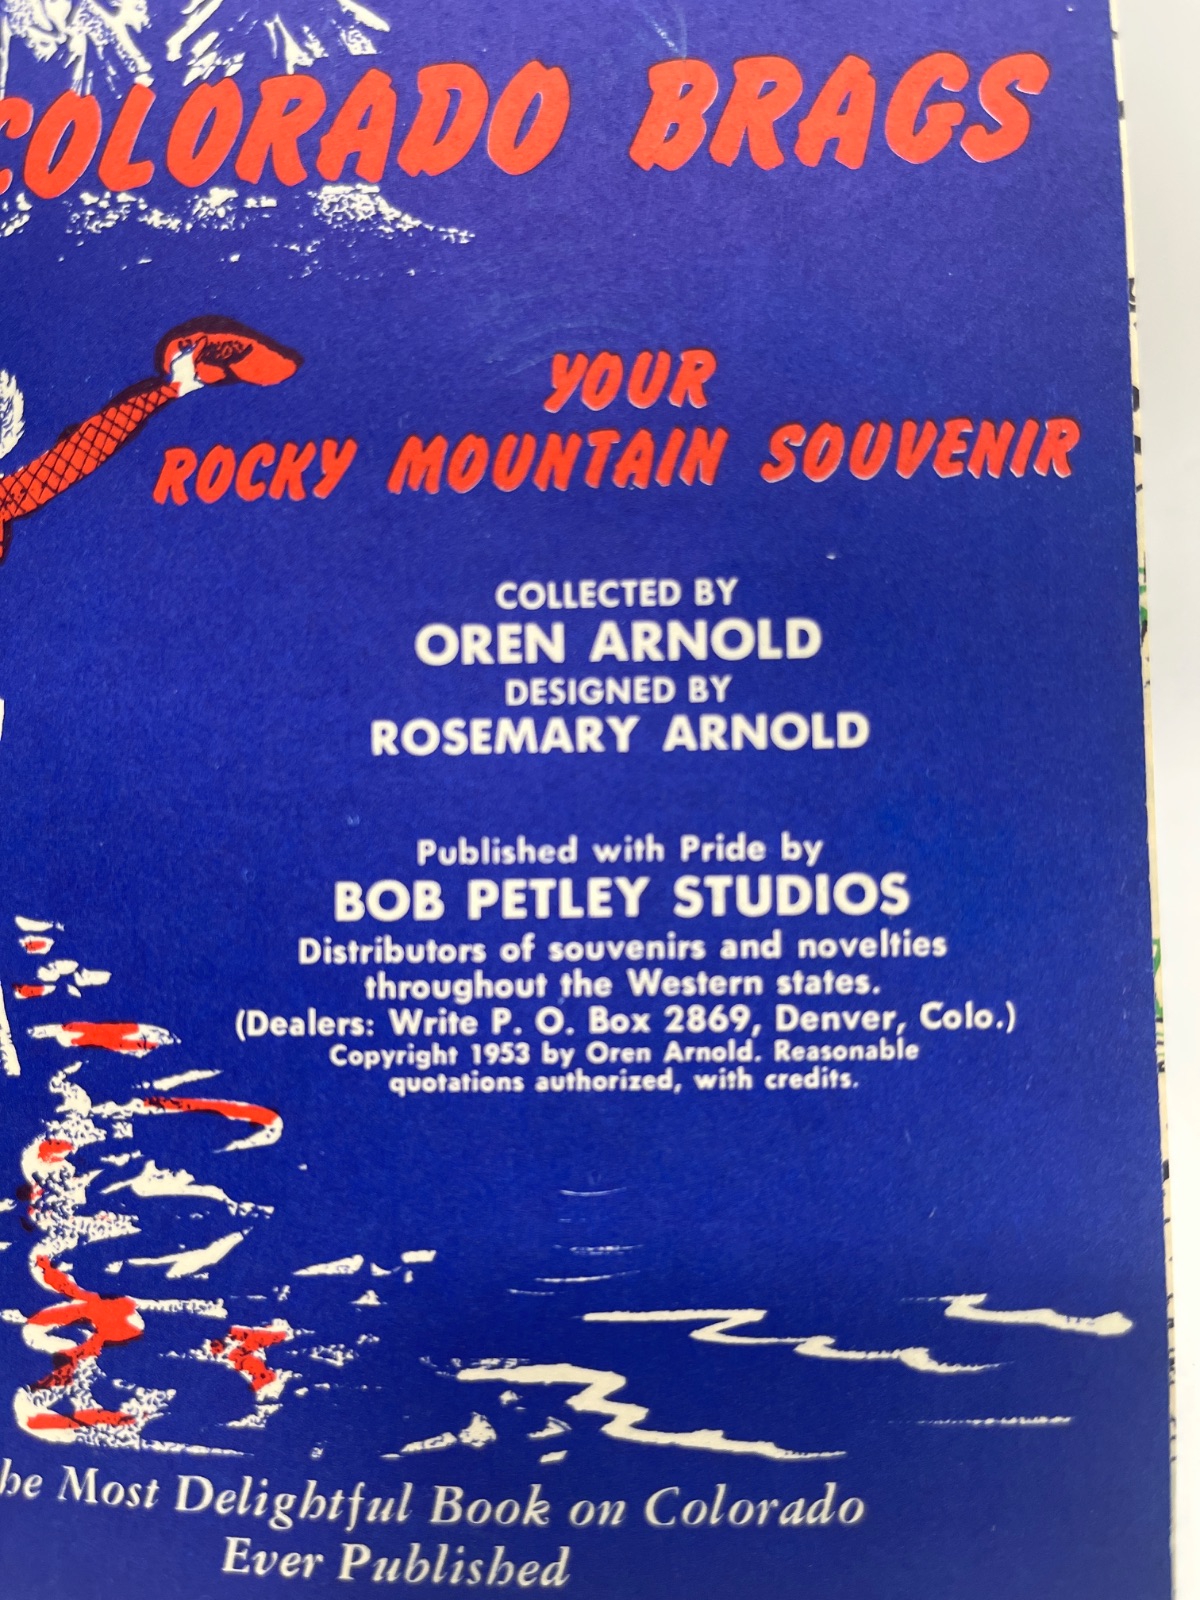 COLORADO BRAGS
YOUR
ROCKY MOUNTAIN SOUVENIR
COLLECTED BY
OREN ARNOLD
DESIGNED BY
ROSEMARY ARNOLD
Published with Pride by
BOB PETLEY STUDIOS
Distributors of souvenirs and novelties
throughout the Western states.
(Dealers: Write P. O. Box 2869, Denver, Colo.)
Copyright 1953 by Oren Arnold. Reasonable
quotations authorized, with credits.
he Most Delightful Book on Colorado
Ever Published